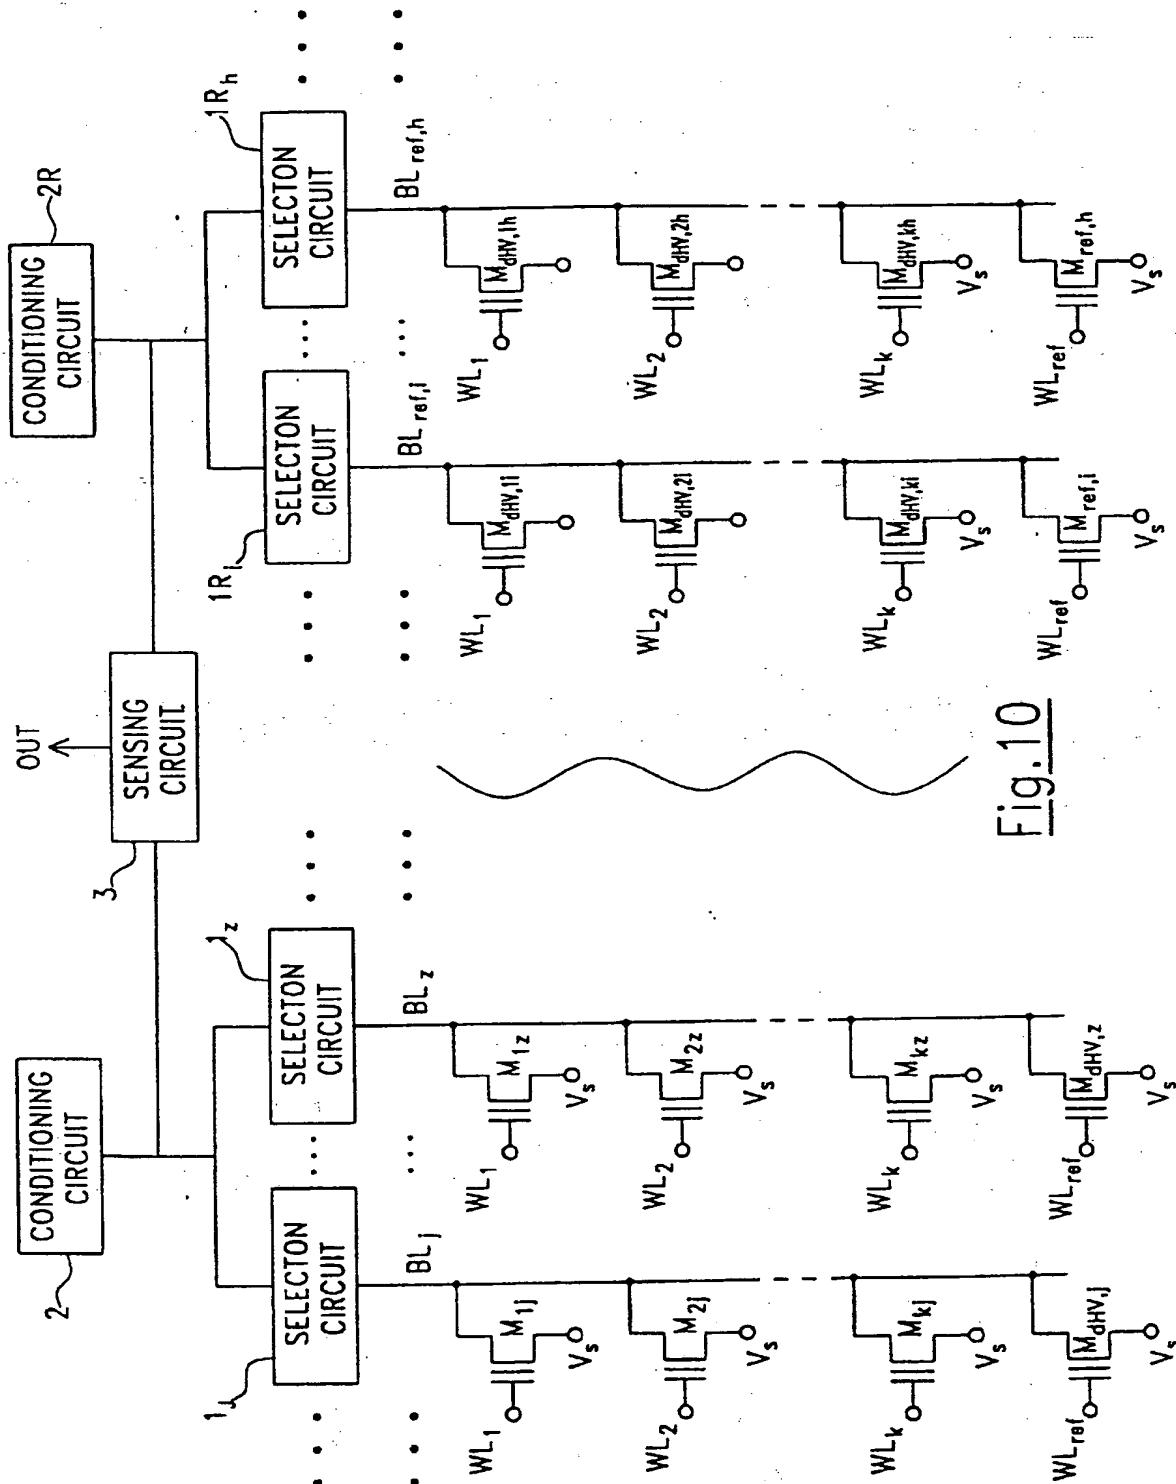 CONDITIONING
CIRCUIT
2
CONDITIONING
CIRCUIT
2R
OUT
SENSING
CIRCUIT
3
SELECTON
CIRCUIT
1j
SELECTON
CIRCUIT
1z
SELECTON
CIRCUIT
1Ri
SELECTON
CIRCUIT
1Rh
...
...
BLj
...
BLz
BLref,i
...
BLref,h
WL1
M1j
Vs
WL1
M1z
Vs
WL1
MdHV,1i
WL1
MdHV,1h
WL2
M2j
Vs
WL2
M2z
Vs
WL2
MdHV,2i
WL2
MdHV,2h
WLk
Mkj
Vs
WLk
Mkz
Vs
WLk
MdHV,ki
Vs
WLk
MdHV,kh
Vs
WLref
MdHV,j
Vs
WLref
MdHV,z
Vs
WLref
Mref,i
Vs
WLref
Mref,h
Vs
Fig.10